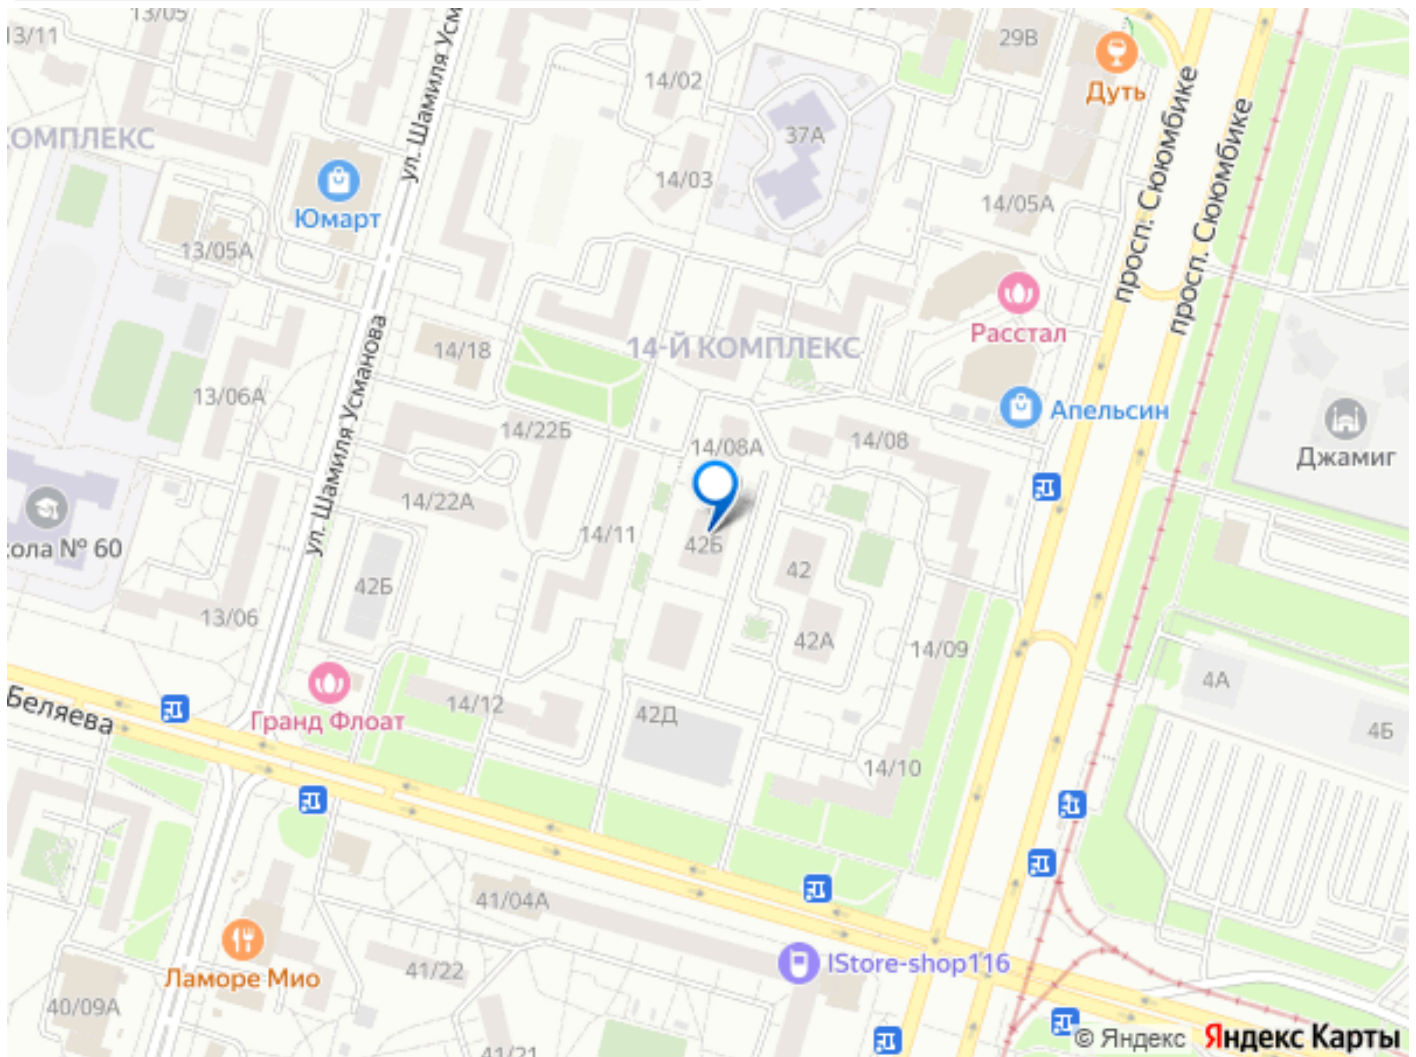 13/05
13/11
29В
Дуть
14/02
ул. Шамиля Усм
37А
КОМПЛЕКС
14/03
Юмарт
14/05А
просп. Сююмбике
просп. Сююмбике
13/05А
Расстал
14-Й КОМПЛЕКС
14/18
ул. Шамиля Усманова
13/06А
Апельсин
14/22Б
14/08А
14/08
Джамиг
14/22А
14/11
42Б
кола № 60
42
42Б
13/06
42А
14/09
4А
Беляева
Гранд Флоат
14/12
42Д
4Б
14/10
41/04А
Ламоре Мио
41/22
IStore-shop116
40/09А
41/21
© Яндекс Яндекс Карты